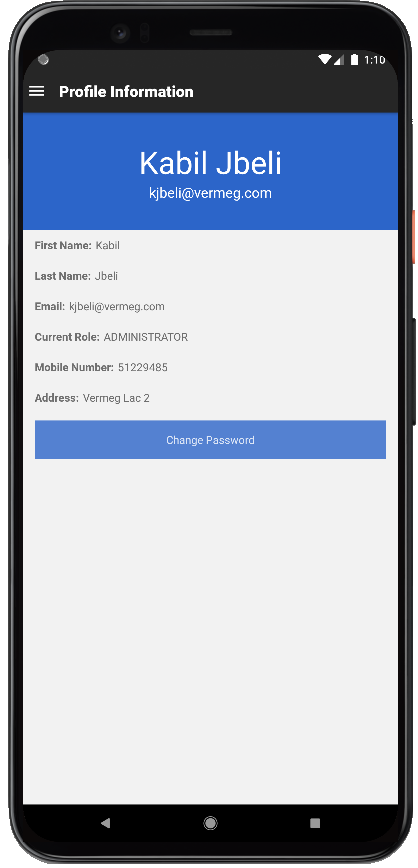 1:10
Profile Information
Kabil Jbeli
kjbeli@vermeg.com
First Name: Kabil
Last Name: Jbeli
Email: kjbeli@vermeg.com
Current Role: ADMINISTRATOR
Mobile Number: 51229485
Address: Vermeg Lac 2
Change Password